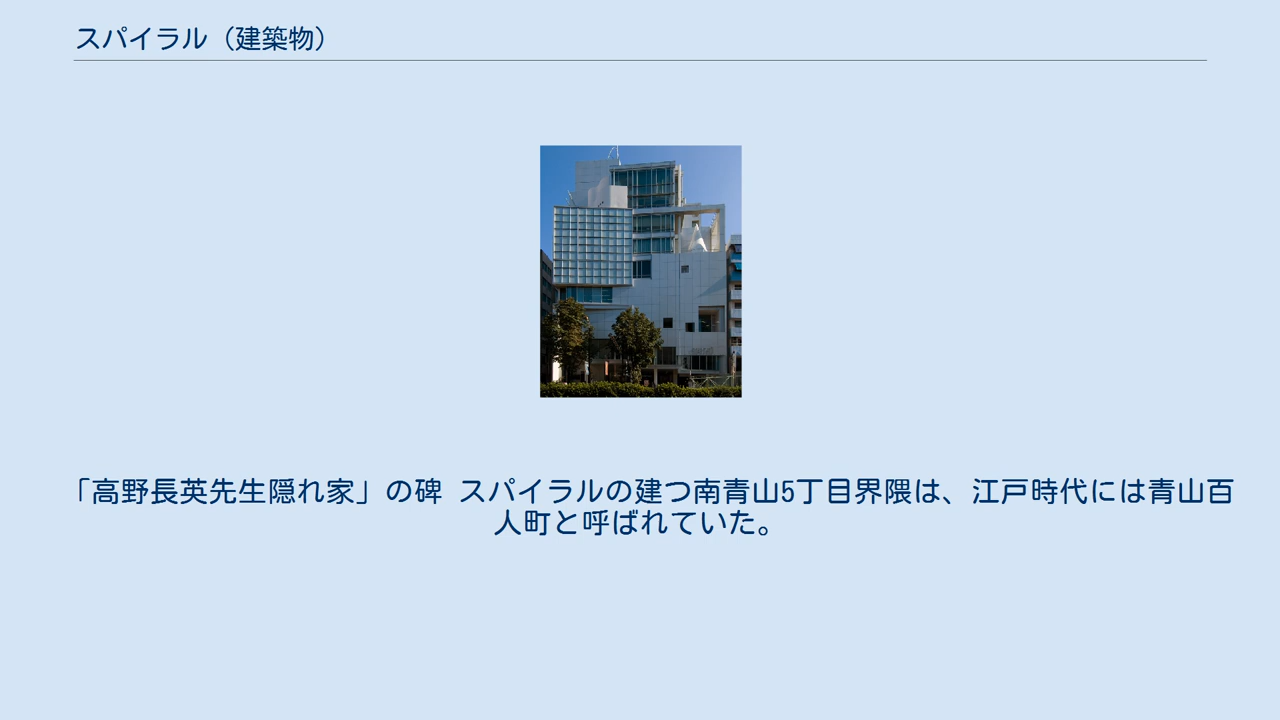 スパイラル（建築物）
「高野長英先生隠れ家」の碑 スパイラルの建つ南青山5丁目界隈は、江戸時代には青山百
人町と呼ばれていた。